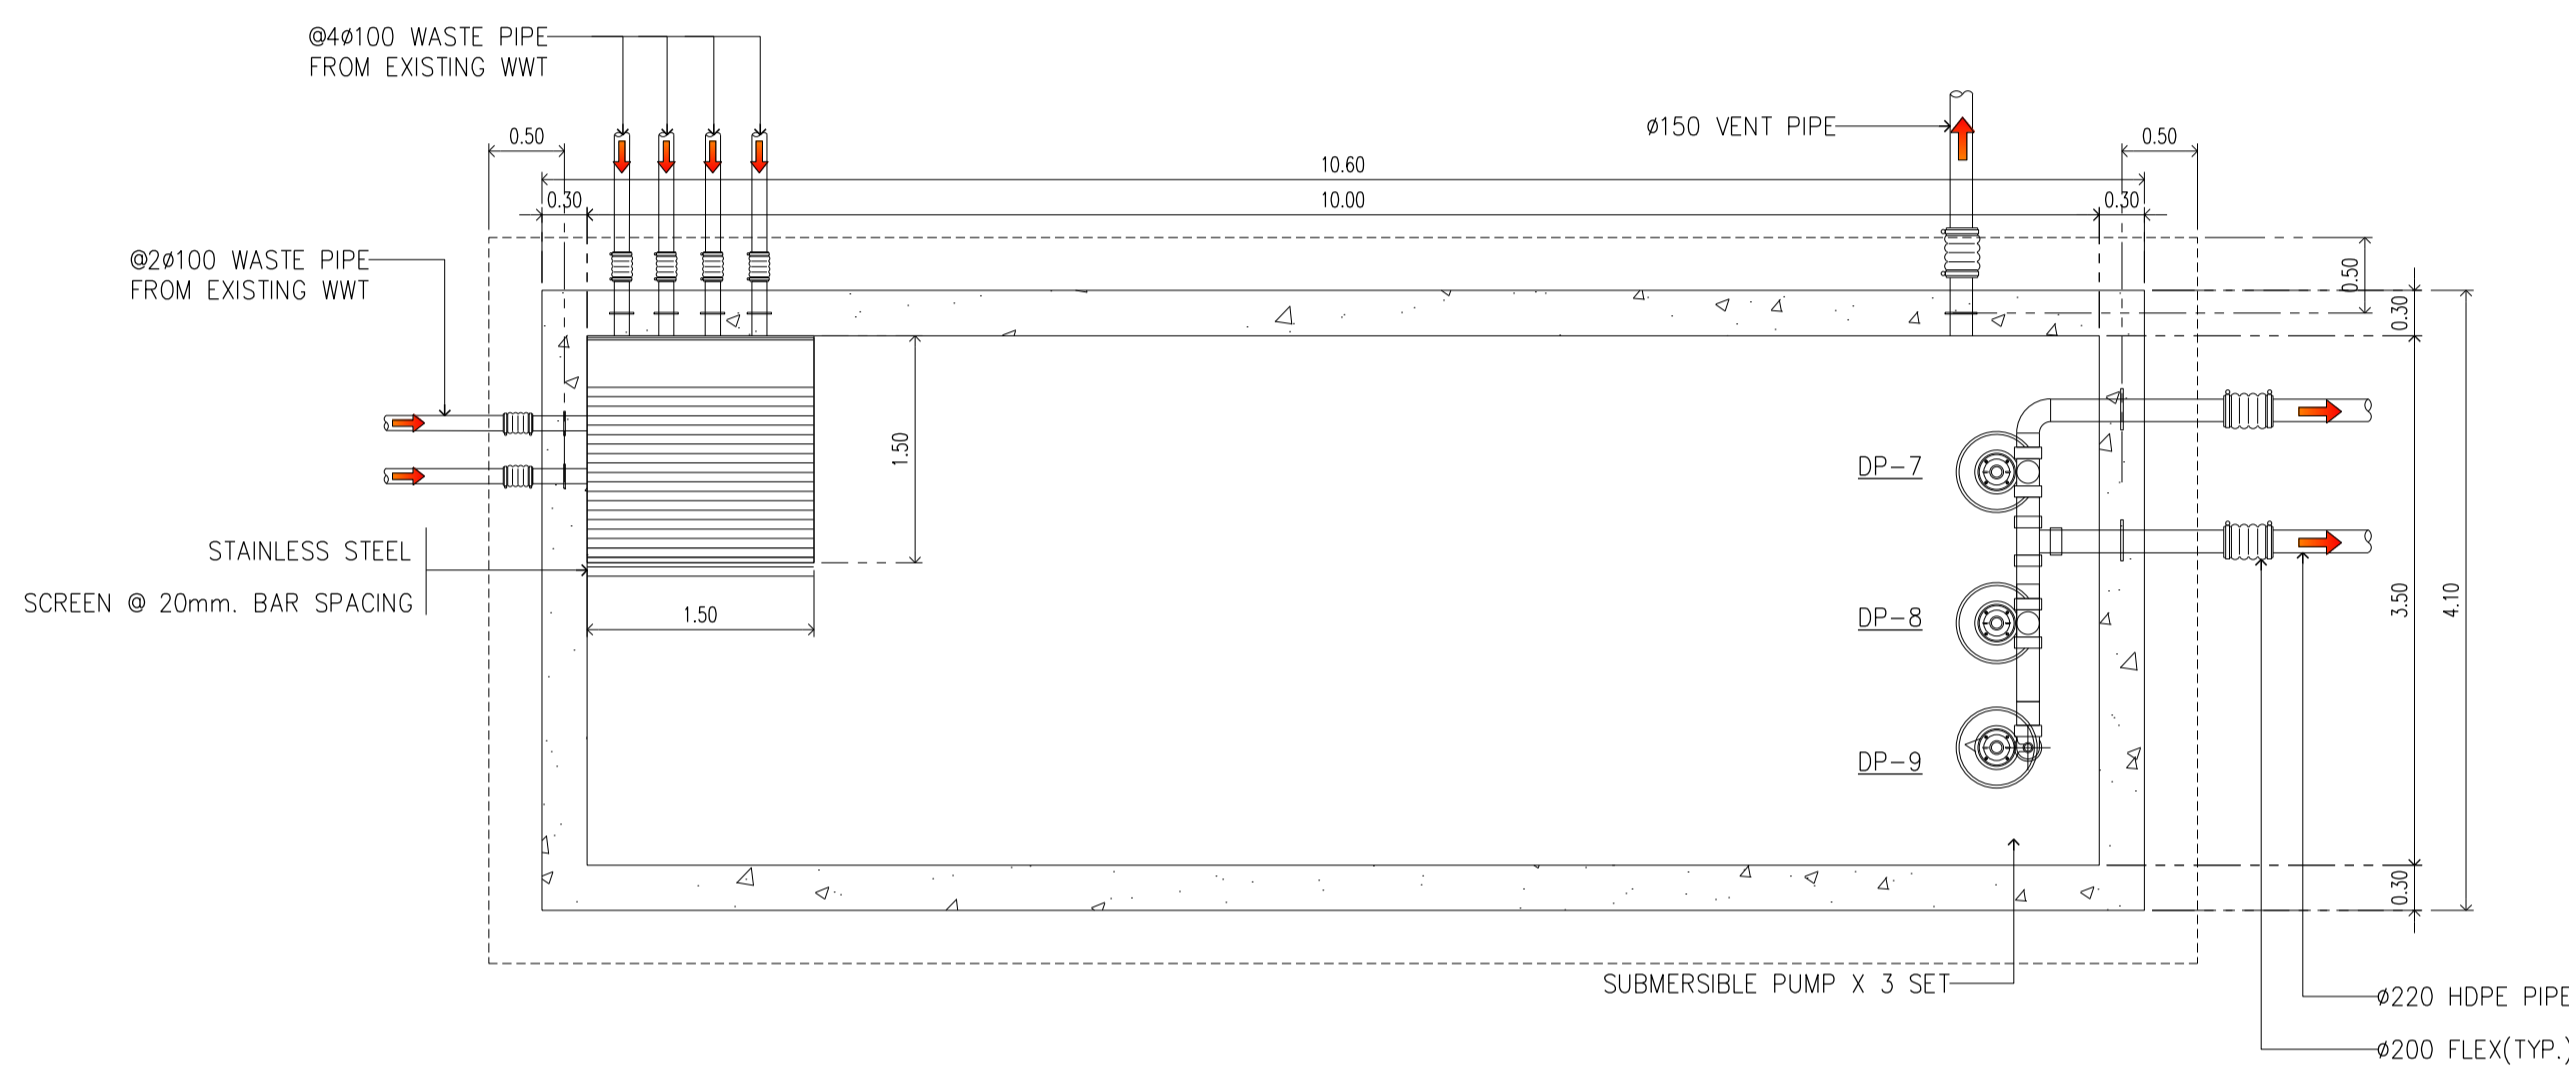 @4ø100 WASTE PIPE
FROM EXISTING WWT
ø150 VENT PIPE
0.50
0.50
10.60
0.30
10.00
0.30
@2ø100 WASTE PIPE
FROM EXISTING WWT
0.50
0.30
1.50
DP-7
STAINLESS STEEL
SCREEN @ 20mm. BAR SPACING
1.50
DP-8
3.50
4.10
DP-9
0.30
SUBMERSIBLE PUMP X 3 SET
ø220 HDPE PIPE
ø200 FLEX(TYP.)